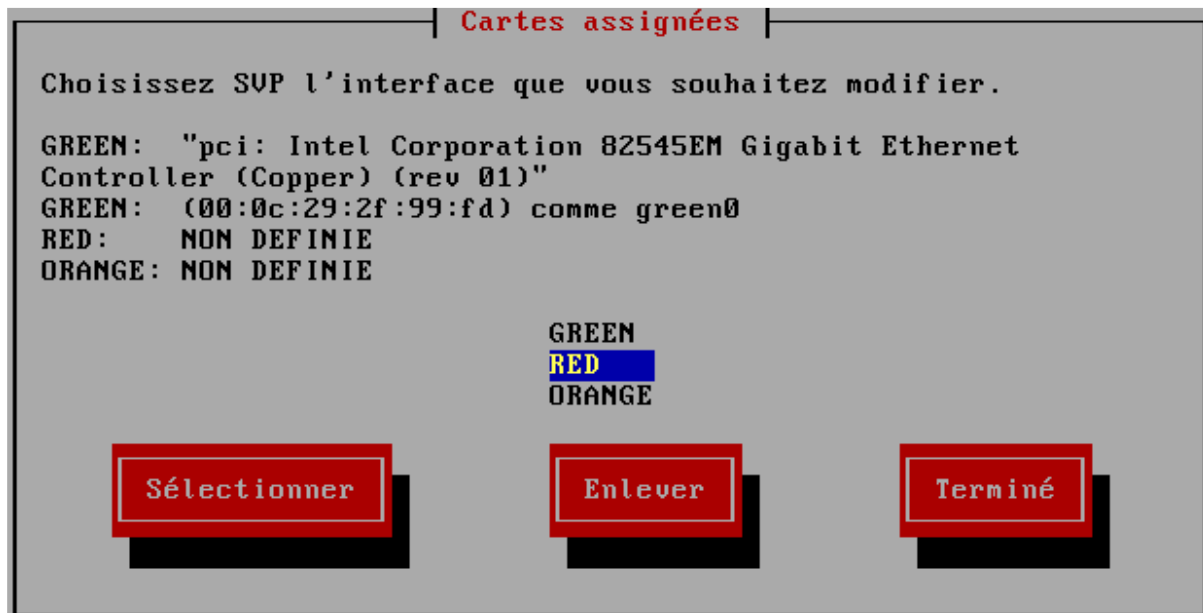 Cartes assignées
Choisissez SVP l'interface que vous souhaitez modifier.
GREEN: "pci: Intel Corporation 82545EM Gigabit Ethernet
Controller (Copper) (rev 01)"
GREEN: (00:0c:29:2f:99:fd) comme green0
RED: NON DEFINIE
ORANGE: NON DEFINIE
GREEN
RED
ORANGE
Sélectionner Enlever Terminé